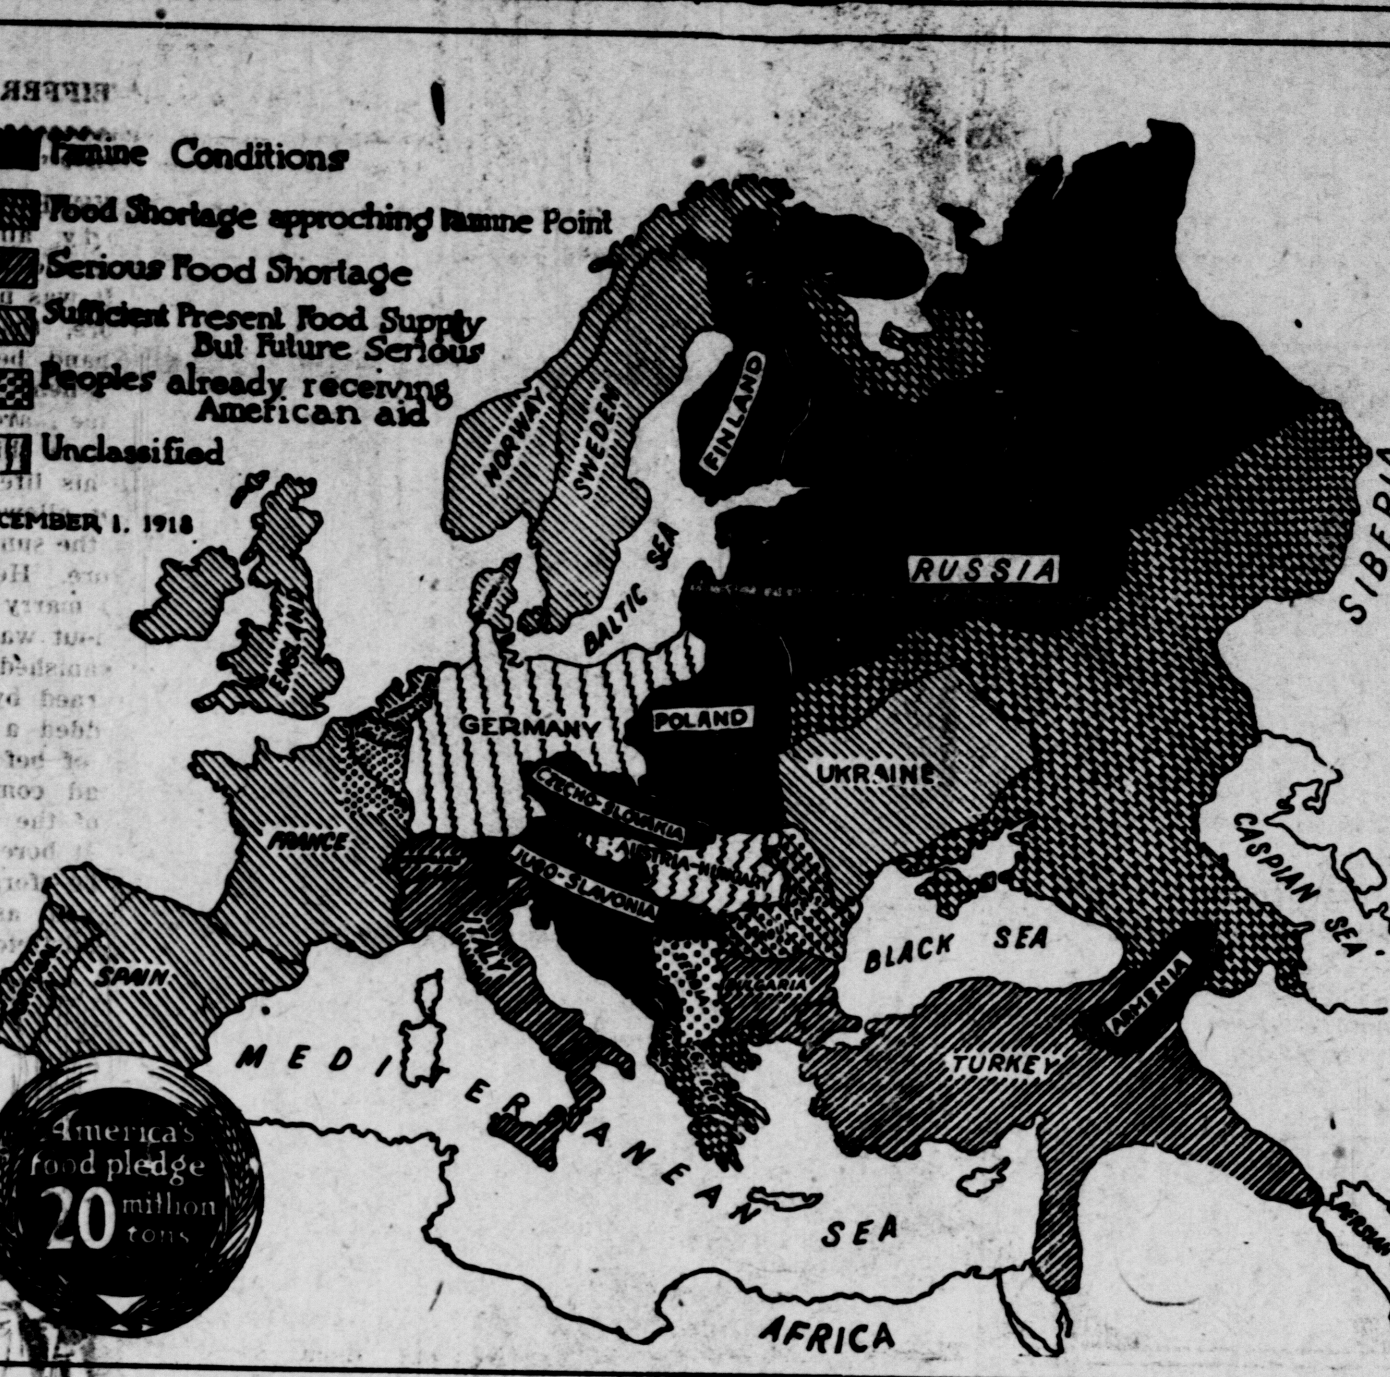 Famine Conditions
Food Shortage approching Famine Point
Serious Food Shortage
Sufficient Present Food Supply
But Future Serious
Peoples already receiving
American aid
Unclassified
CEMBER 1. 1918
NORWAY
SWEDEN
FINLAND
BALTIC SEA
RUSSIA
SIBERIA
ENGLAND
GERMANY
POLAND
UKRAINE
CZECHO-SLOVAKIA
AUSTRIA-HUNGARY
JUGO-SLAVONIA
FRANCE
ITALY
SPAIN
PORTUGAL
BULGARIA
BLACK SEA
CASPIAN SEA
ARMENIA
TURKEY
MEDITERRANEAN SEA
AFRICA
PERSIAN
America's
food pledge
20 million
tons